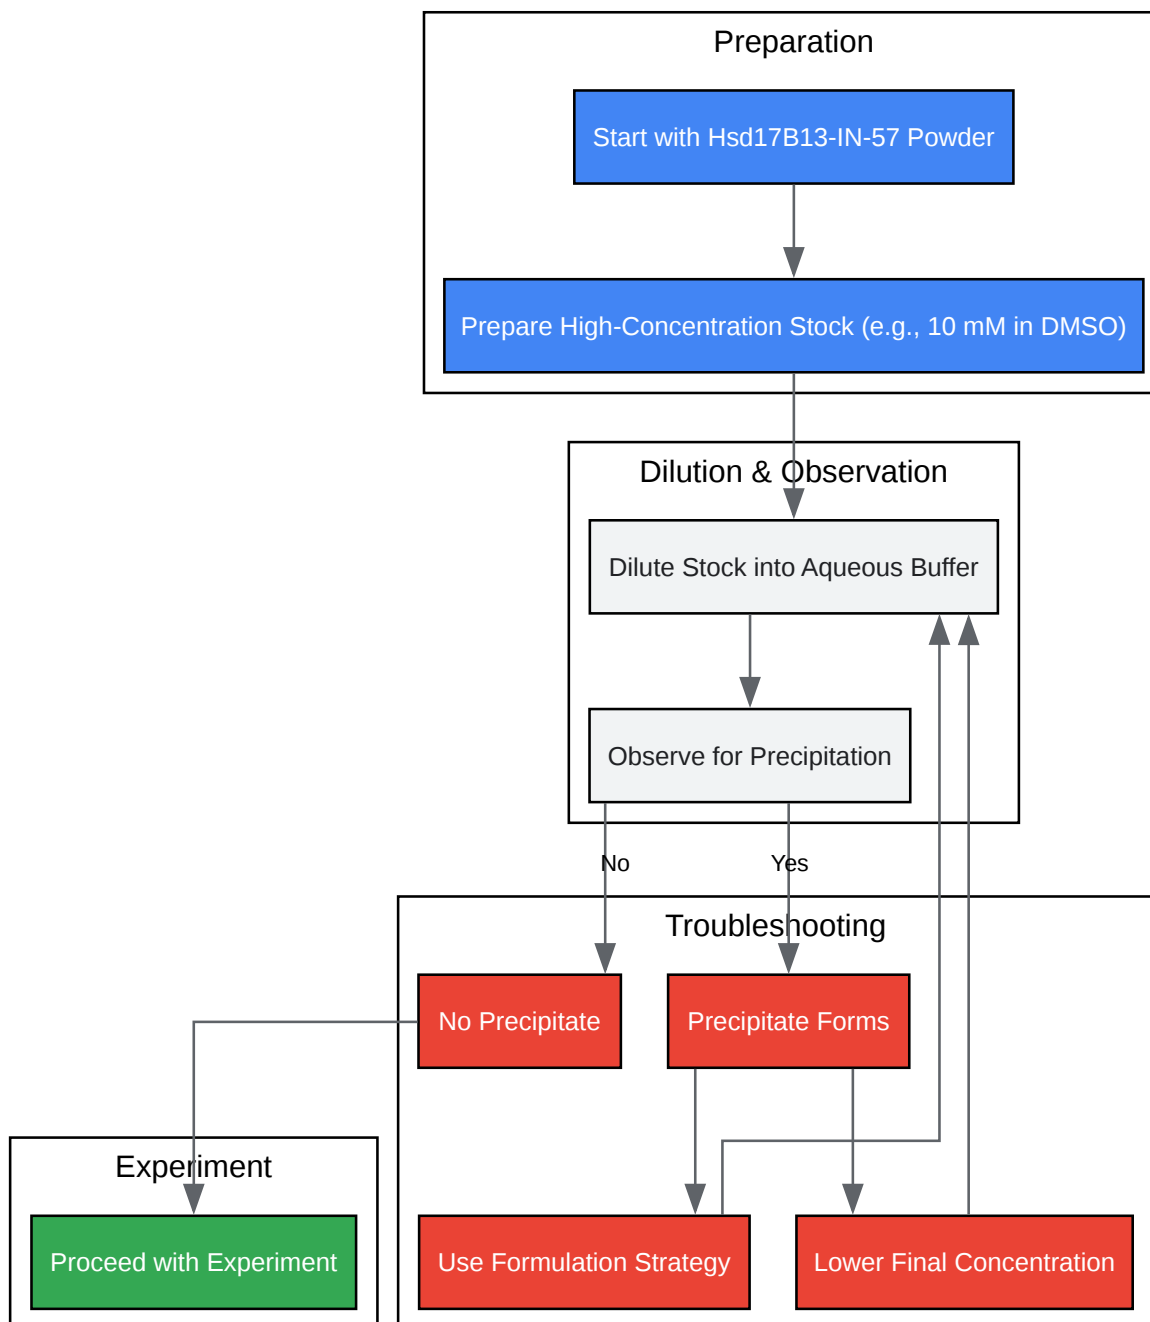 Preparation
Start with Hsd17B13-IN-57 Powder
Prepare High-Concentration Stock (e.g., 10 mM in DMSO)
Dilution & Observation
Dilute Stock into Aqueous Buffer
Observe for Precipitation
No
Yes
Troubleshooting
No Precipitate
Precipitate Forms
Experiment
Proceed with Experiment
Use Formulation Strategy
Lower Final Concentration